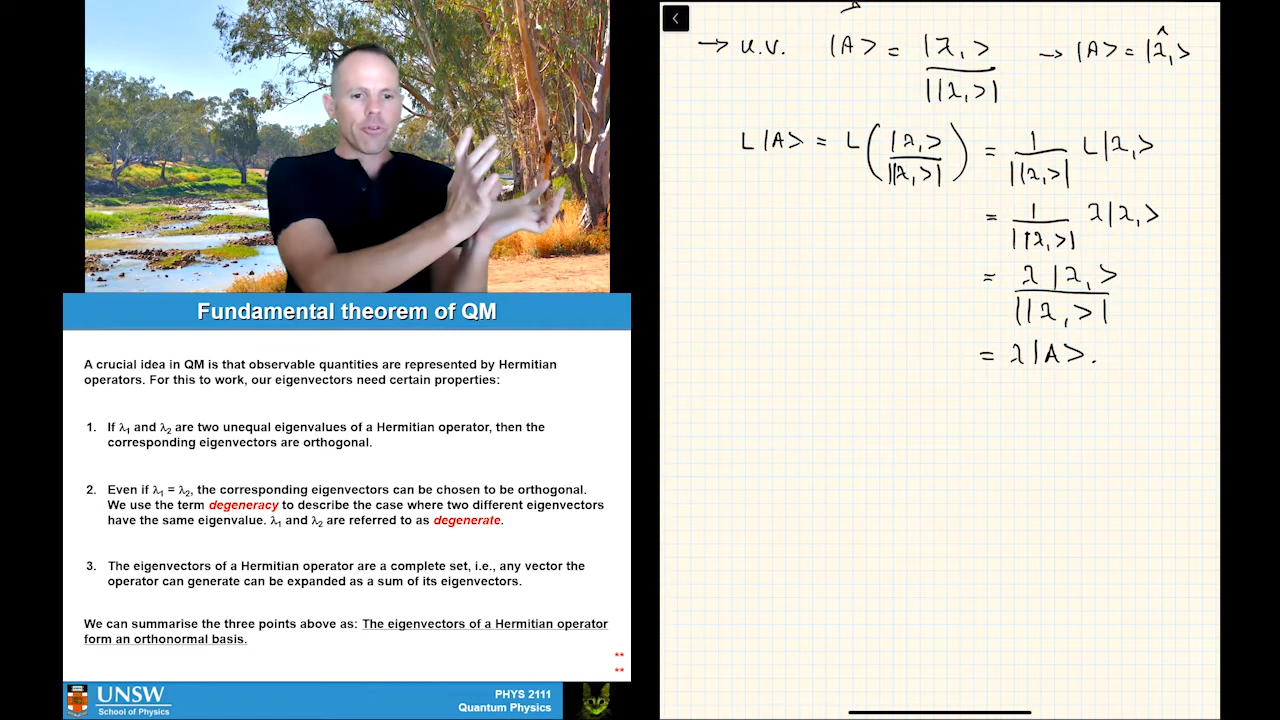 Fundamental theorem of QM
A crucial idea in QM is that observable quantities are represented by Hermitian
operators. For this to work, our eigenvectors need certain properties:
1. If λ₁ and λ₂ are two unequal eigenvalues of a Hermitian operator, then the
corresponding eigenvectors are orthogonal.
2. Even if λ₁ = λ₂, the corresponding eigenvectors can be chosen to be orthogonal.
We use the term degeneracy to describe the case where two different eigenvectors
have the same eigenvalue. λ₁ and λ₂ are referred to as degenerate.
3. The eigenvectors of a Hermitian operator are a complete set, i.e., any vector the
operator can generate can be expanded as a sum of its eigenvectors.
We can summarise the three points above as: The eigenvectors of a Hermitian operator
form an orthonormal basis.
**
**
UNSW
School of Physics
PHYS 2111
Quantum Physics
→ u.v. |A> = |λ₁> / ||λ₁>| → |A> = |λ̂₁>
L|A> = L(|λ₁> / ||λ₁>|) = 1 / ||λ₁>| L|λ₁>
= 1 / ||λ₁>| λ|λ₁>
= λ|λ₁> / ||λ₁>|
= λ|A>.